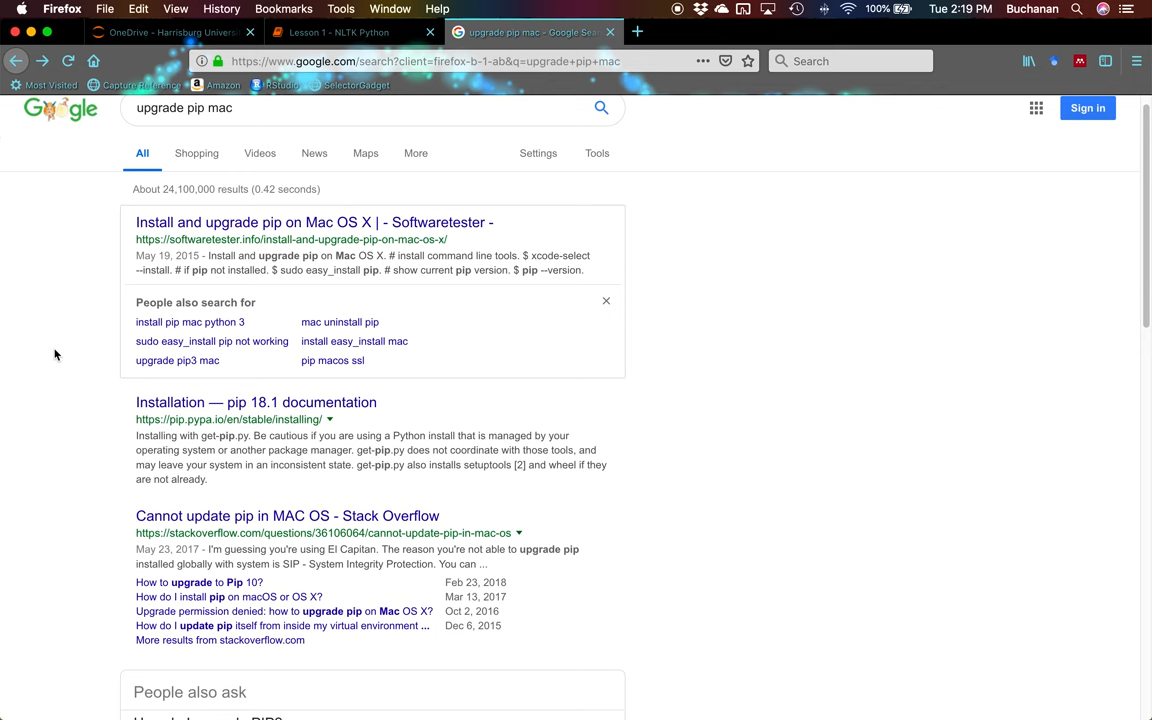 Firefox File Edit View History Bookmarks Tools Window Help 100% Tue 2:19 PM Buchanan
OneDrive - Harrisburg Universi Lesson 1 - NLTK Python upgrade pip mac - Google Sea
https://www.google.com/search?client=firefox-b-1-ab&q=upgrade+pip+mac Search
Most Visited Capture Reference Amazon RStudio SelectorGadget
Google upgrade pip mac Sign in
All Shopping Videos News Maps More Settings Tools
About 24,100,000 results (0.42 seconds)
Install and upgrade pip on Mac OS X | - Softwaretester -
https://softwaretester.info/install-and-upgrade-pip-on-mac-os-x/
May 19, 2015 - Install and upgrade pip on Mac OS X. # install command line tools. $ xcode-select
--install. # if pip not installed. $ sudo easy_install pip. # show current pip version. $ pip --version.
People also search for
install pip mac python 3 mac uninstall pip
sudo easy_install pip not working install easy_install mac
upgrade pip3 mac pip macos ssl
Installation — pip 18.1 documentation
https://pip.pypa.io/en/stable/installing/
Installing with get-pip.py. Be cautious if you are using a Python install that is managed by your
operating system or another package manager. get-pip.py does not coordinate with those tools, and
may leave your system in an inconsistent state. get-pip.py also installs setuptools [2] and wheel if they
are not already.
Cannot update pip in MAC OS - Stack Overflow
https://stackoverflow.com/questions/36106064/cannot-update-pip-in-mac-os
May 23, 2017 - I'm guessing you're using El Capitan. The reason you're not able to upgrade pip
installed globally with system is SIP - System Integrity Protection. You can ...
How to upgrade to Pip 10? Feb 23, 2018
How do I install pip on macOS or OS X? Mar 13, 2017
Upgrade permission denied: how to upgrade pip on Mac OS X? Oct 2, 2016
How do I update pip itself from inside my virtual environment ... Dec 6, 2015
More results from stackoverflow.com
People also ask